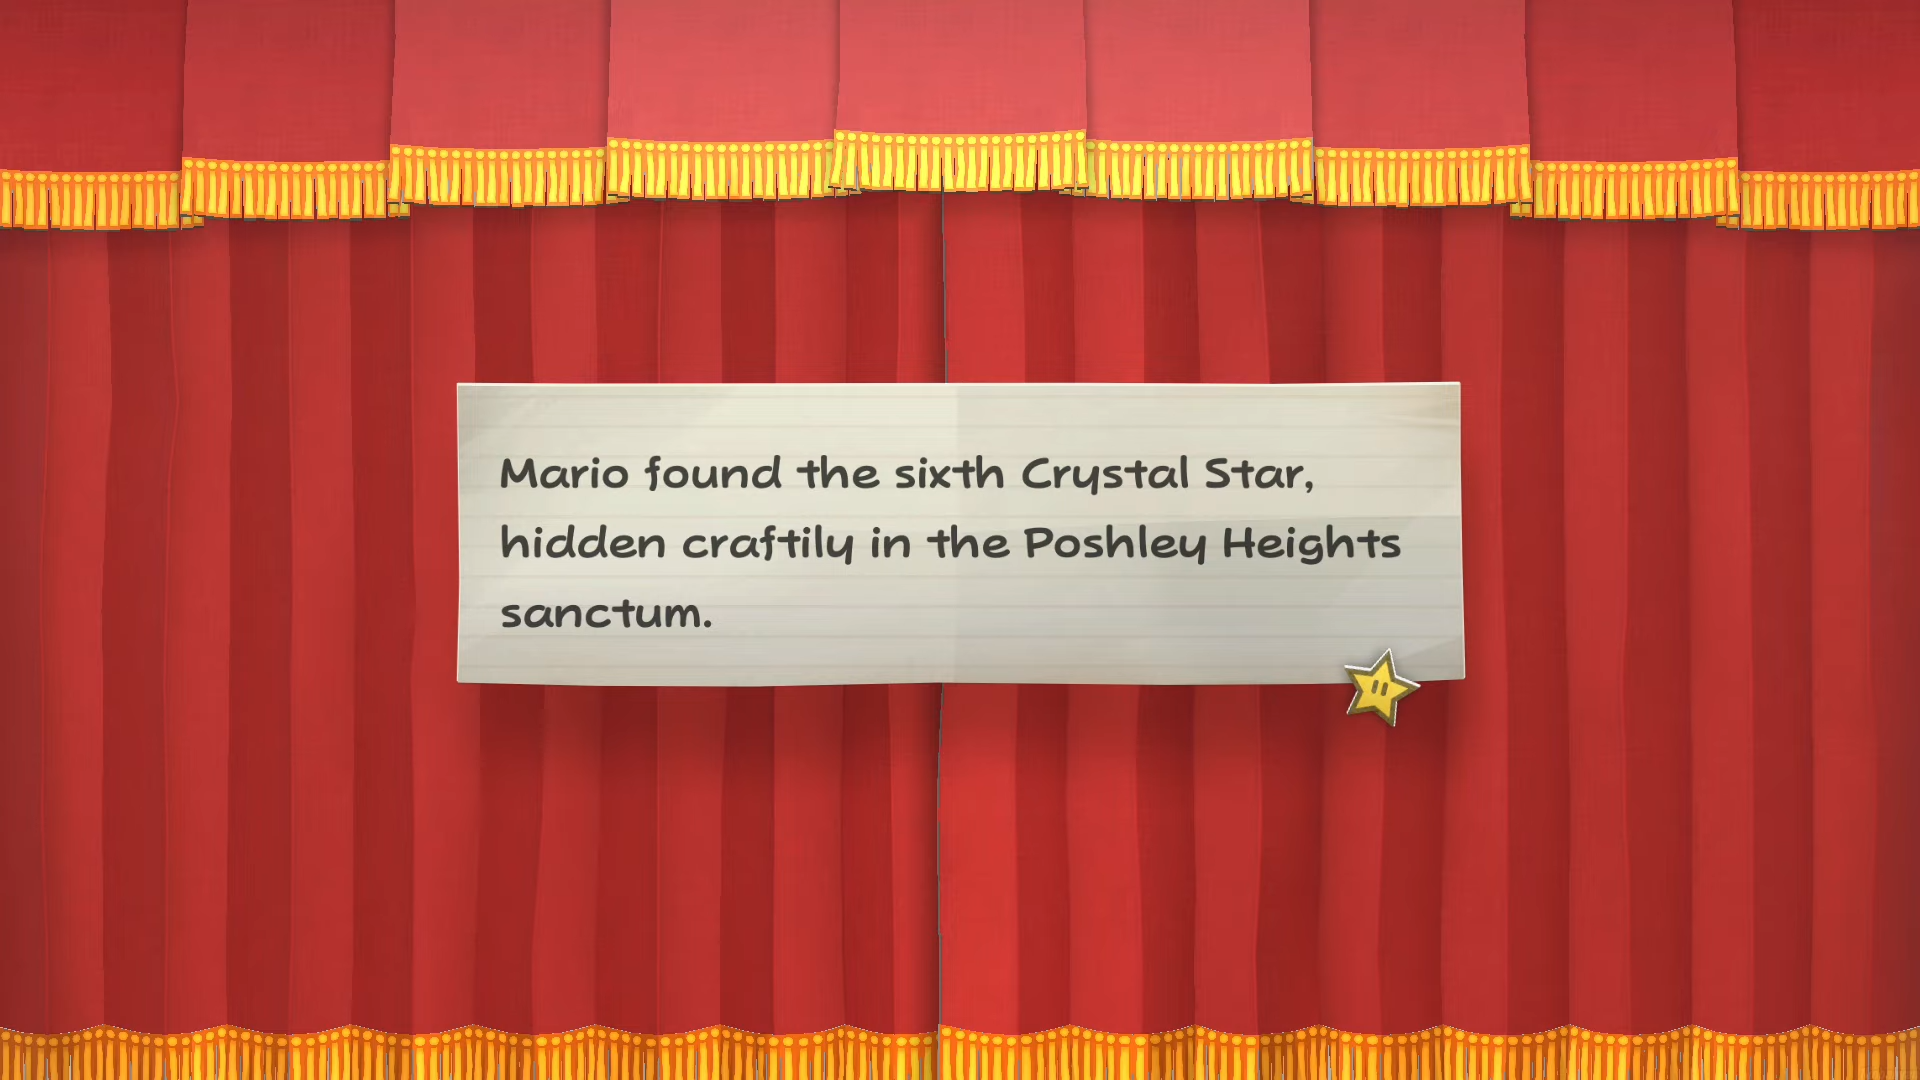 Mario found the sixth Crystal Star,
hidden craftily in the Poshley Heights
sanctum.